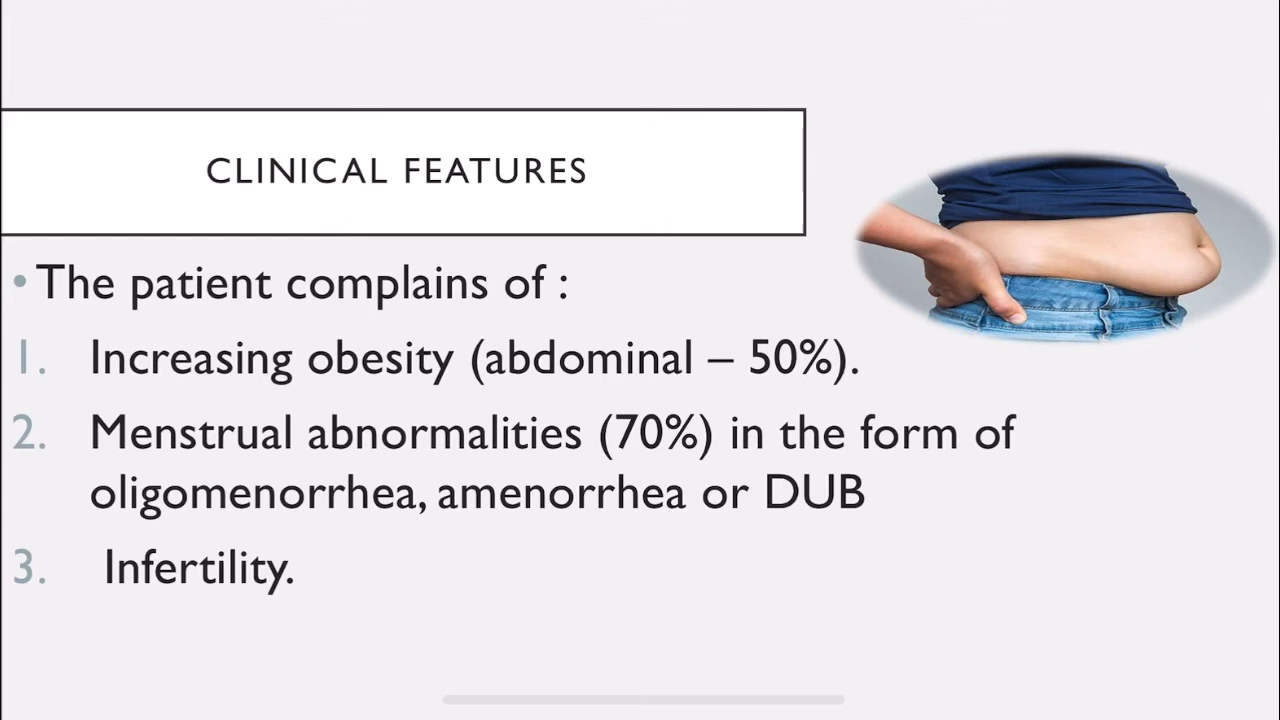 CLINICAL FEATURES
• The patient complains of :
1. Increasing obesity (abdominal – 50%).
2. Menstrual abnormalities (70%) in the form of
oligomenorrhea, amenorrhea or DUB
3. Infertility.